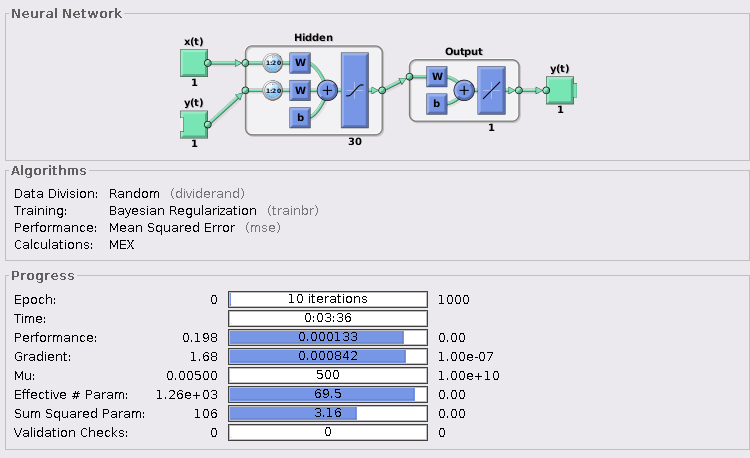 Neural Network
Hidden
Output
x(t)
1
y(t)
1
1:20
W
1:20
W
b
+
30
W
b
+
1
y(t)
1
Algorithms
Data Division: Random (dividerand)
Training: Bayesian Regularization (trainbr)
Performance: Mean Squared Error (mse)
Calculations: MEX
Progress
Epoch: 0 10 iterations 1000
Time: 0:03:36
Performance: 0.198 0.000133 0.00
Gradient: 1.68 0.000842 1.00e-07
Mu: 0.00500 500 1.00e+10
Effective # Param: 1.26e+03 69.5 0.00
Sum Squared Param: 106 3.16 0.00
Validation Checks: 0 0 0